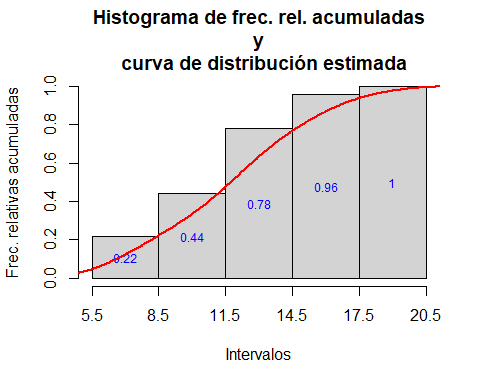 Histograma de frec. rel. acumuladas
y
curva de distribución estimada
Frec. relativas acumuladas
1.0
0.8
0.6
0.4
0.2
0.0
0.22
0.44
0.78
0.96
1
5.5 8.5 11.5 14.5 17.5 20.5
Intervalos